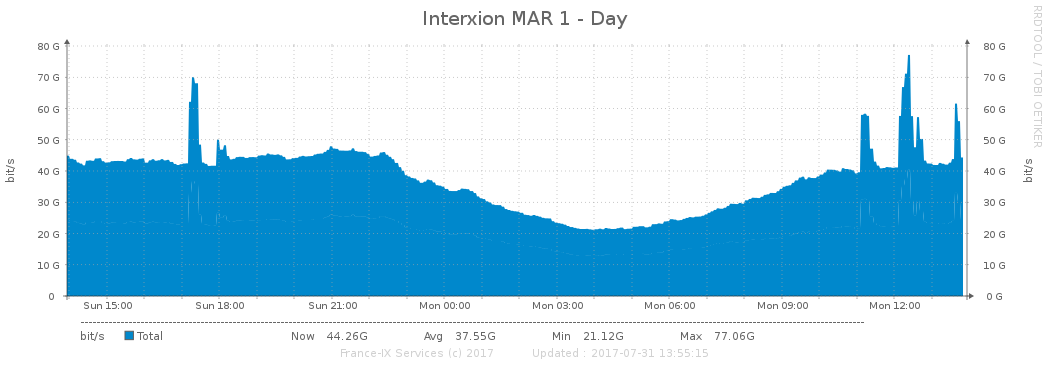 Interxion MAR 1 - Day
RRDTOOL / TOBI OETIKER
80 G 80 G
70 G 70 G
60 G 60 G
50 G 50 G
40 G 40 G
30 G 30 G
20 G 20 G
10 G 10 G
0 0 G
bit/s
bit/s
Sun 15:00 Sun 18:00 Sun 21:00 Mon 00:00 Mon 03:00 Mon 06:00 Mon 09:00 Mon 12:00
bit/s Total Now 44.26G Avg 37.55G Min 21.12G Max 77.06G
France-IX Services (c) 2017 Updated : 2017-07-31 13:55:15